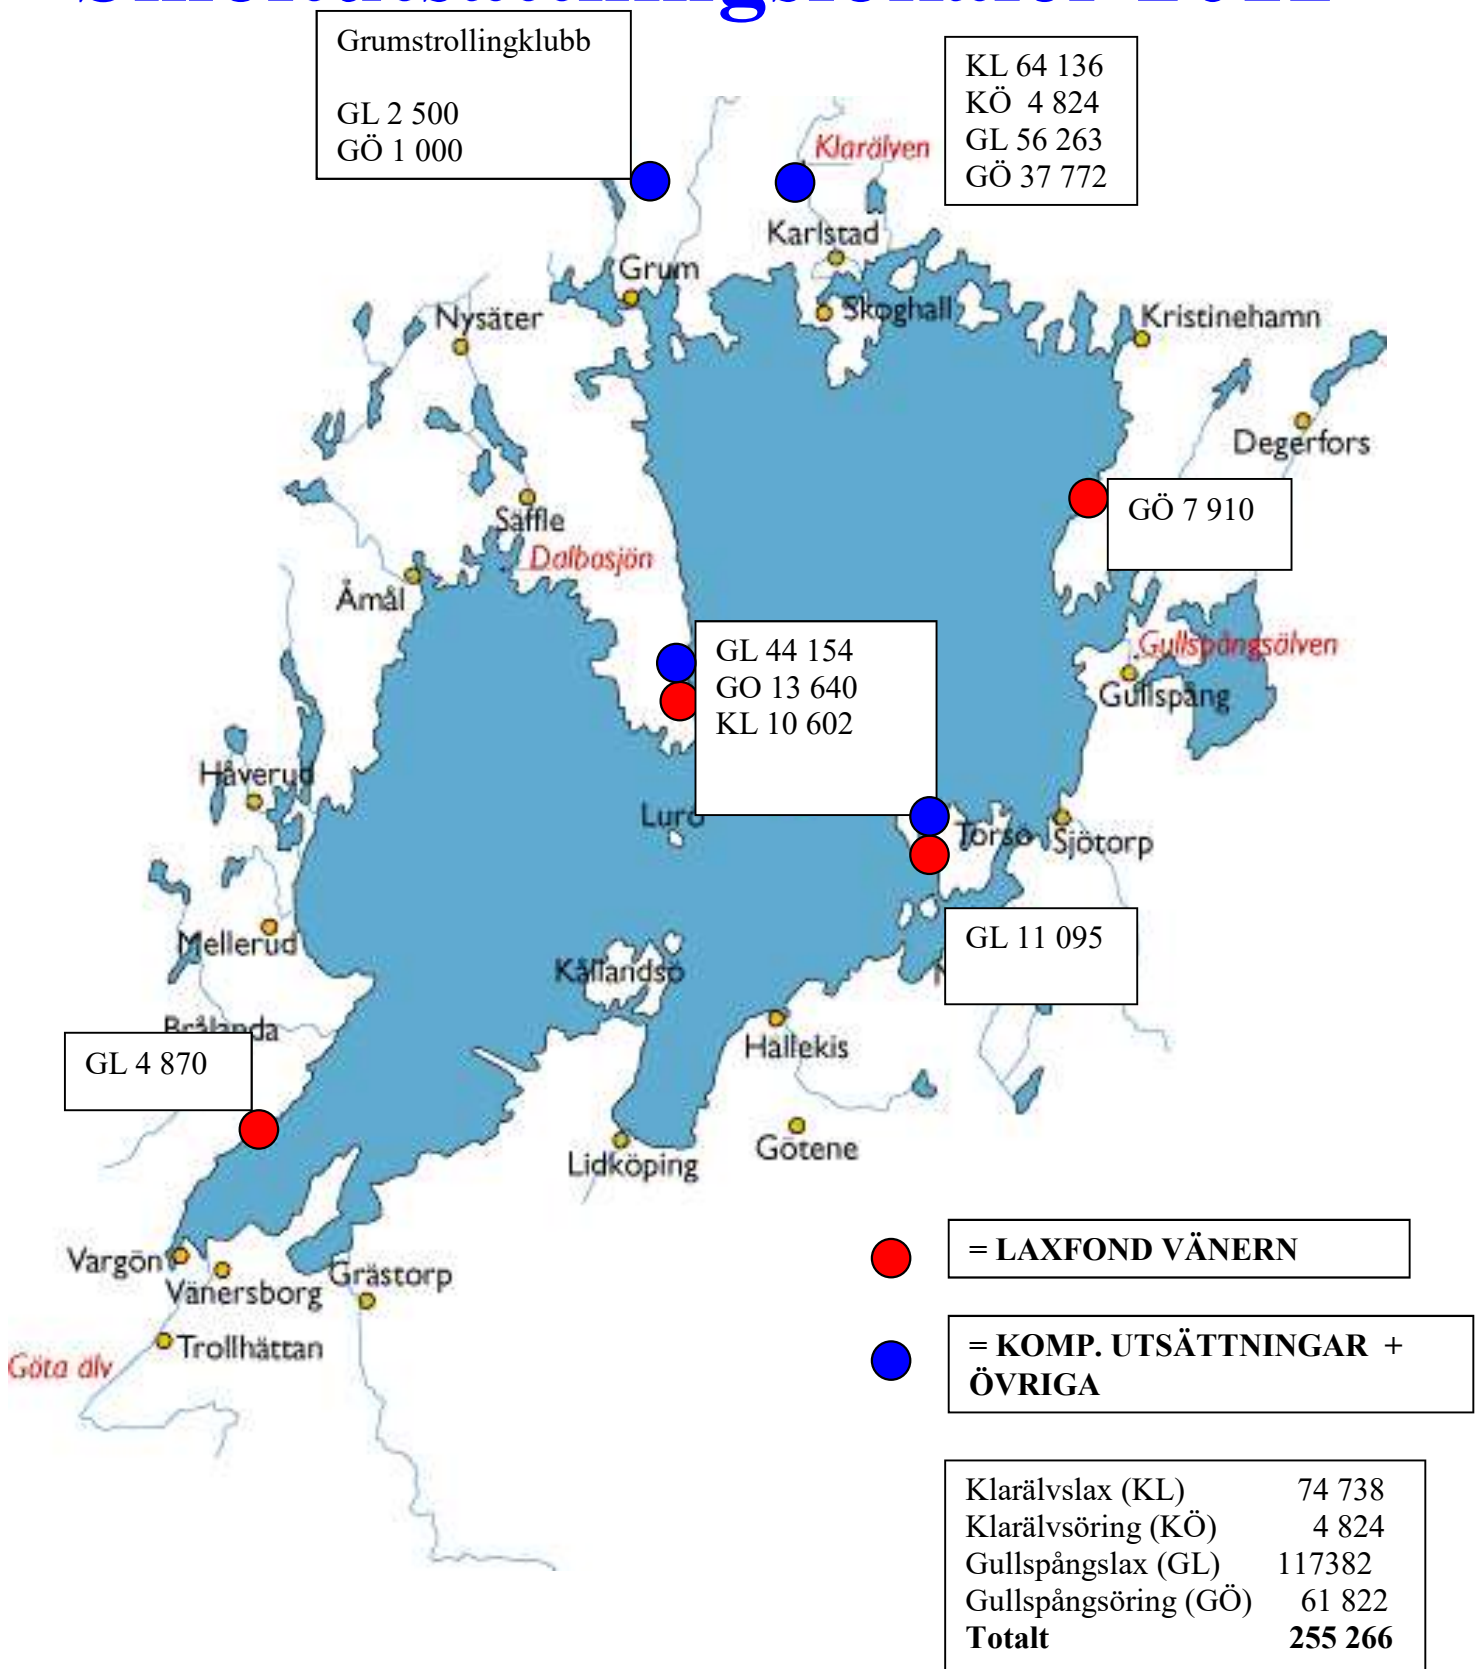 Grumstrollingklubb
GL 2 500
GÖ 1 000
KL 64 136
KÖ 4 824
GL 56 263
GÖ 37 772
Klarälven
Karlstad
Grum
Skoghall
Nysäter
Kristinehamn
Degerfors
Säffle
GÖ 7 910
Dalbosjön
Åmål
GL 44 154
GO 13 640
KL 10 602
Gullspångsälven
Gullspång
Håverud
Lurö
Torsö
Sjötorp
Mellerud
GL 11 095
Kållandsö
Brålanda
Hällekis
GL 4 870
Götene
Lidköping
= LAXFOND VÄNERN
Vargön
Vänersborg
Grästorp
Trollhättan
= KOMP. UTSÄTTNINGAR +
ÖVRIGA
Göta älv
Klarälvslax (KL) 74 738
Klarälvsöring (KÖ) 4 824
Gullspångslax (GL) 117382
Gullspångsöring (GÖ) 61 822
Totalt 255 266